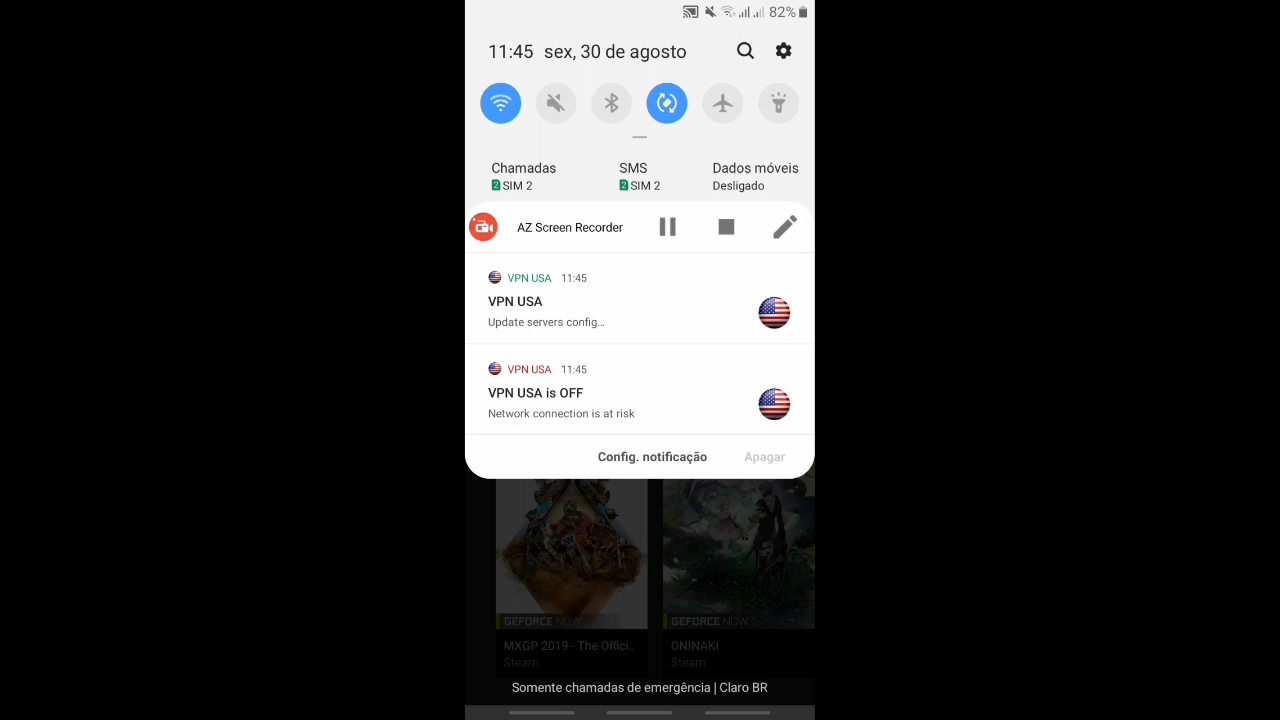 82%
11:45 sex, 30 de agosto
Chamadas SMS Dados móveis
2 SIM 2 2 SIM 2 Desligado
AZ Screen Recorder
VPN USA 11:45
VPN USA
Update servers config...
VPN USA 11:45
VPN USA is OFF
Network connection is at risk
Config. notificação Apagar
GEFORCE NOW GEFORCE NOW
MXGP 2019 - The Offici.. ONINAKI
Steam Steam
Somente chamadas de emergência | Claro BR